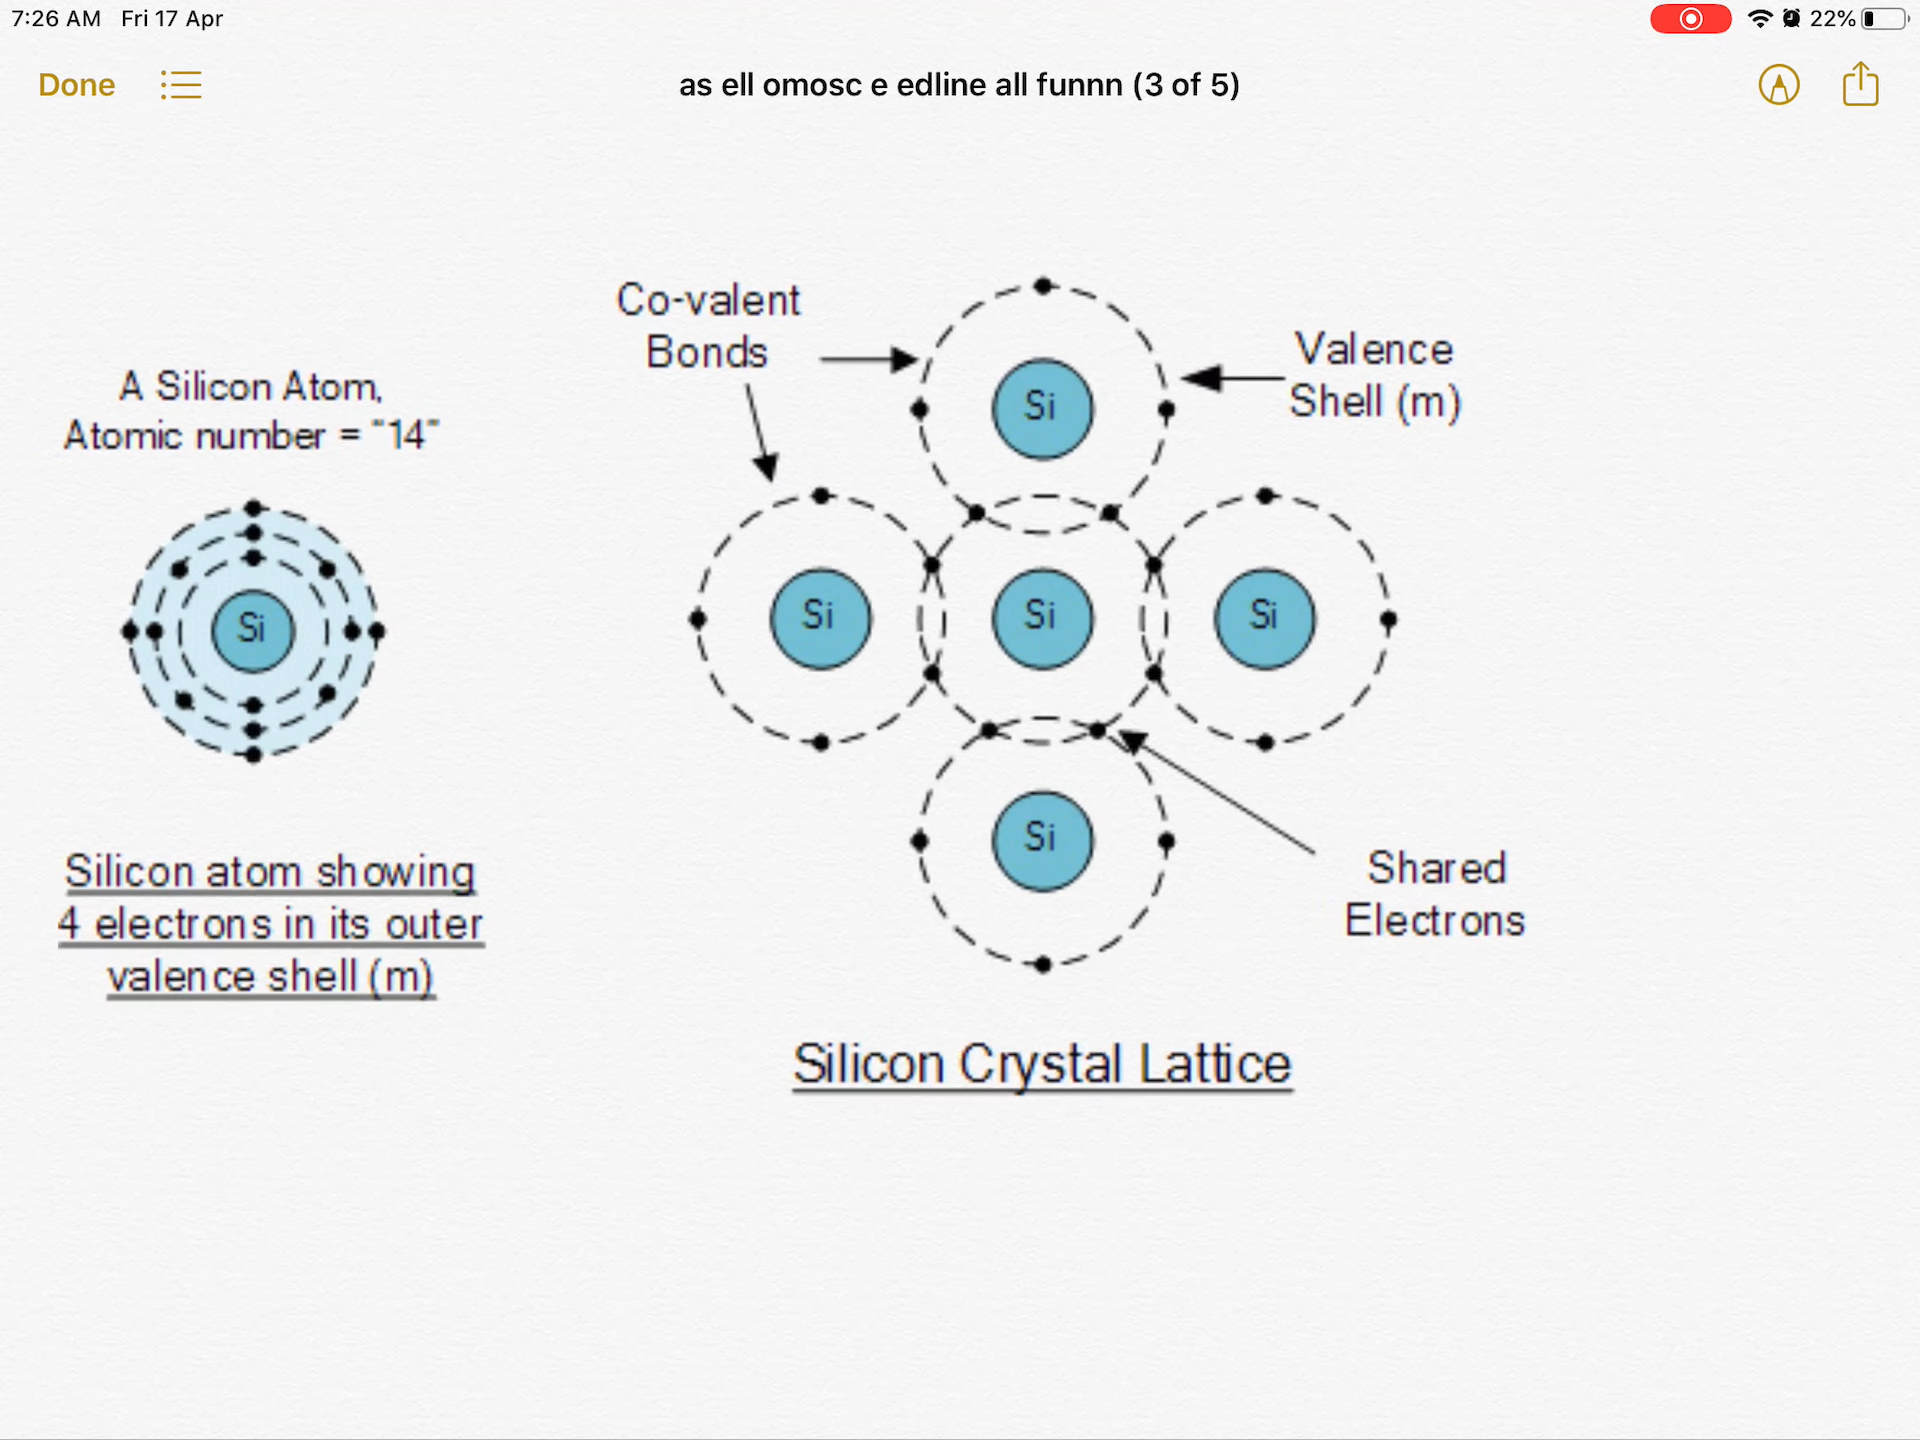 7:26 AM Fri 17 Apr
22%
Done
as ell omosc e edline all funnn (3 of 5)
Co-valent
Bonds
Valence
Shell (m)
A Silicon Atom,
Atomic number = "14"
Si
Si
Si
Si
Si
Si
Shared
Electrons
Silicon atom showing
4 electrons in its outer
valence shell (m)
Silicon Crystal Lattice